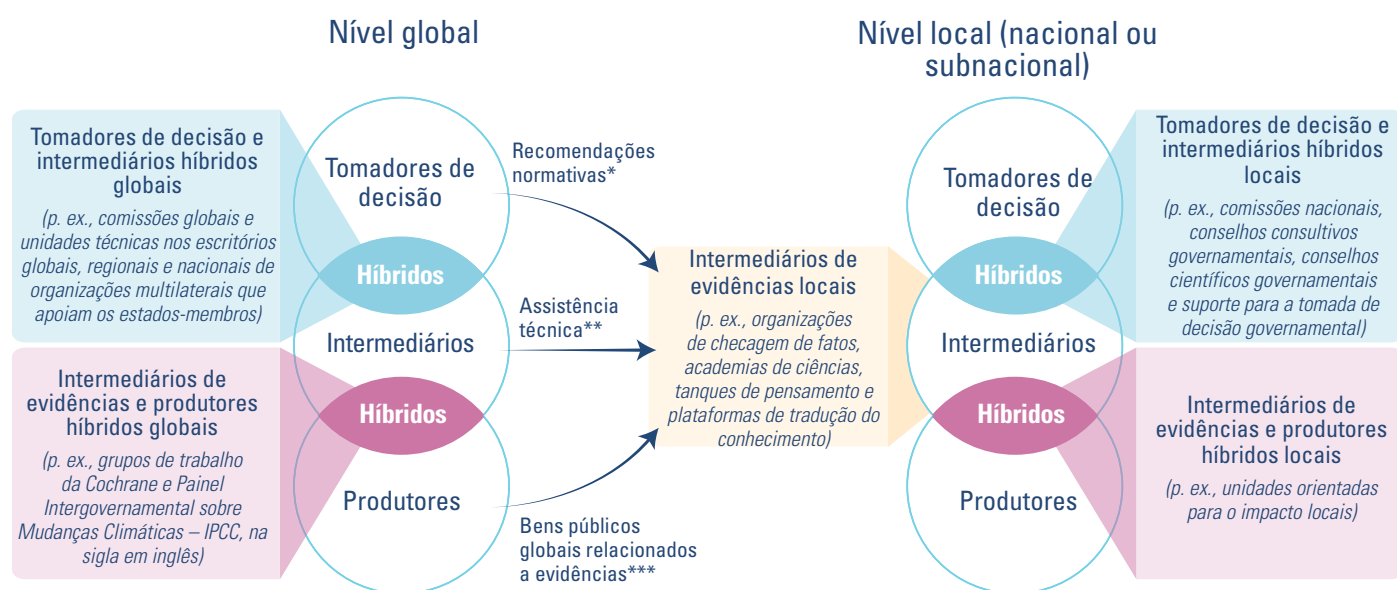 Nível global
Nível local (nacional ou
subnacional)
Tomadores de decisão e
intermediários híbridos
globais
(p. ex., comissões globais e
unidades técnicas nos escritórios
globais, regionais e nacionais de
organizações multilaterais que
apoiam os estados-membros)
Intermediários de
evidências e produtores
híbridos globais
(p. ex., grupos de trabalho
da Cochrane e Painel
Intergovernamental sobre
Mudanças Climáticas – IPCC, na
sigla em inglês)
Tomadores de
decisão
Híbridos
Intermediários
Híbridos
Produtores
Recomendações
normativas*
Assistência
técnica**
Bens públicos
globais relacionados
a evidências***
Intermediários de
evidências locais
(p. ex., organizações
de checagem de fatos,
academias de ciências,
tanques de pensamento e
plataformas de tradução do
conhecimento)
Tomadores de
decisão
Híbridos
Intermediários
Híbridos
Produtores
Tomadores de decisão e
intermediários híbridos
locais
(p. ex., comissões nacionais,
conselhos consultivos
governamentais, conselhos
científicos governamentais
e suporte para a tomada de
decisão governamental)
Intermediários de
evidências e produtores
híbridos locais
(p. ex., unidades orientadas
para o impacto locais)